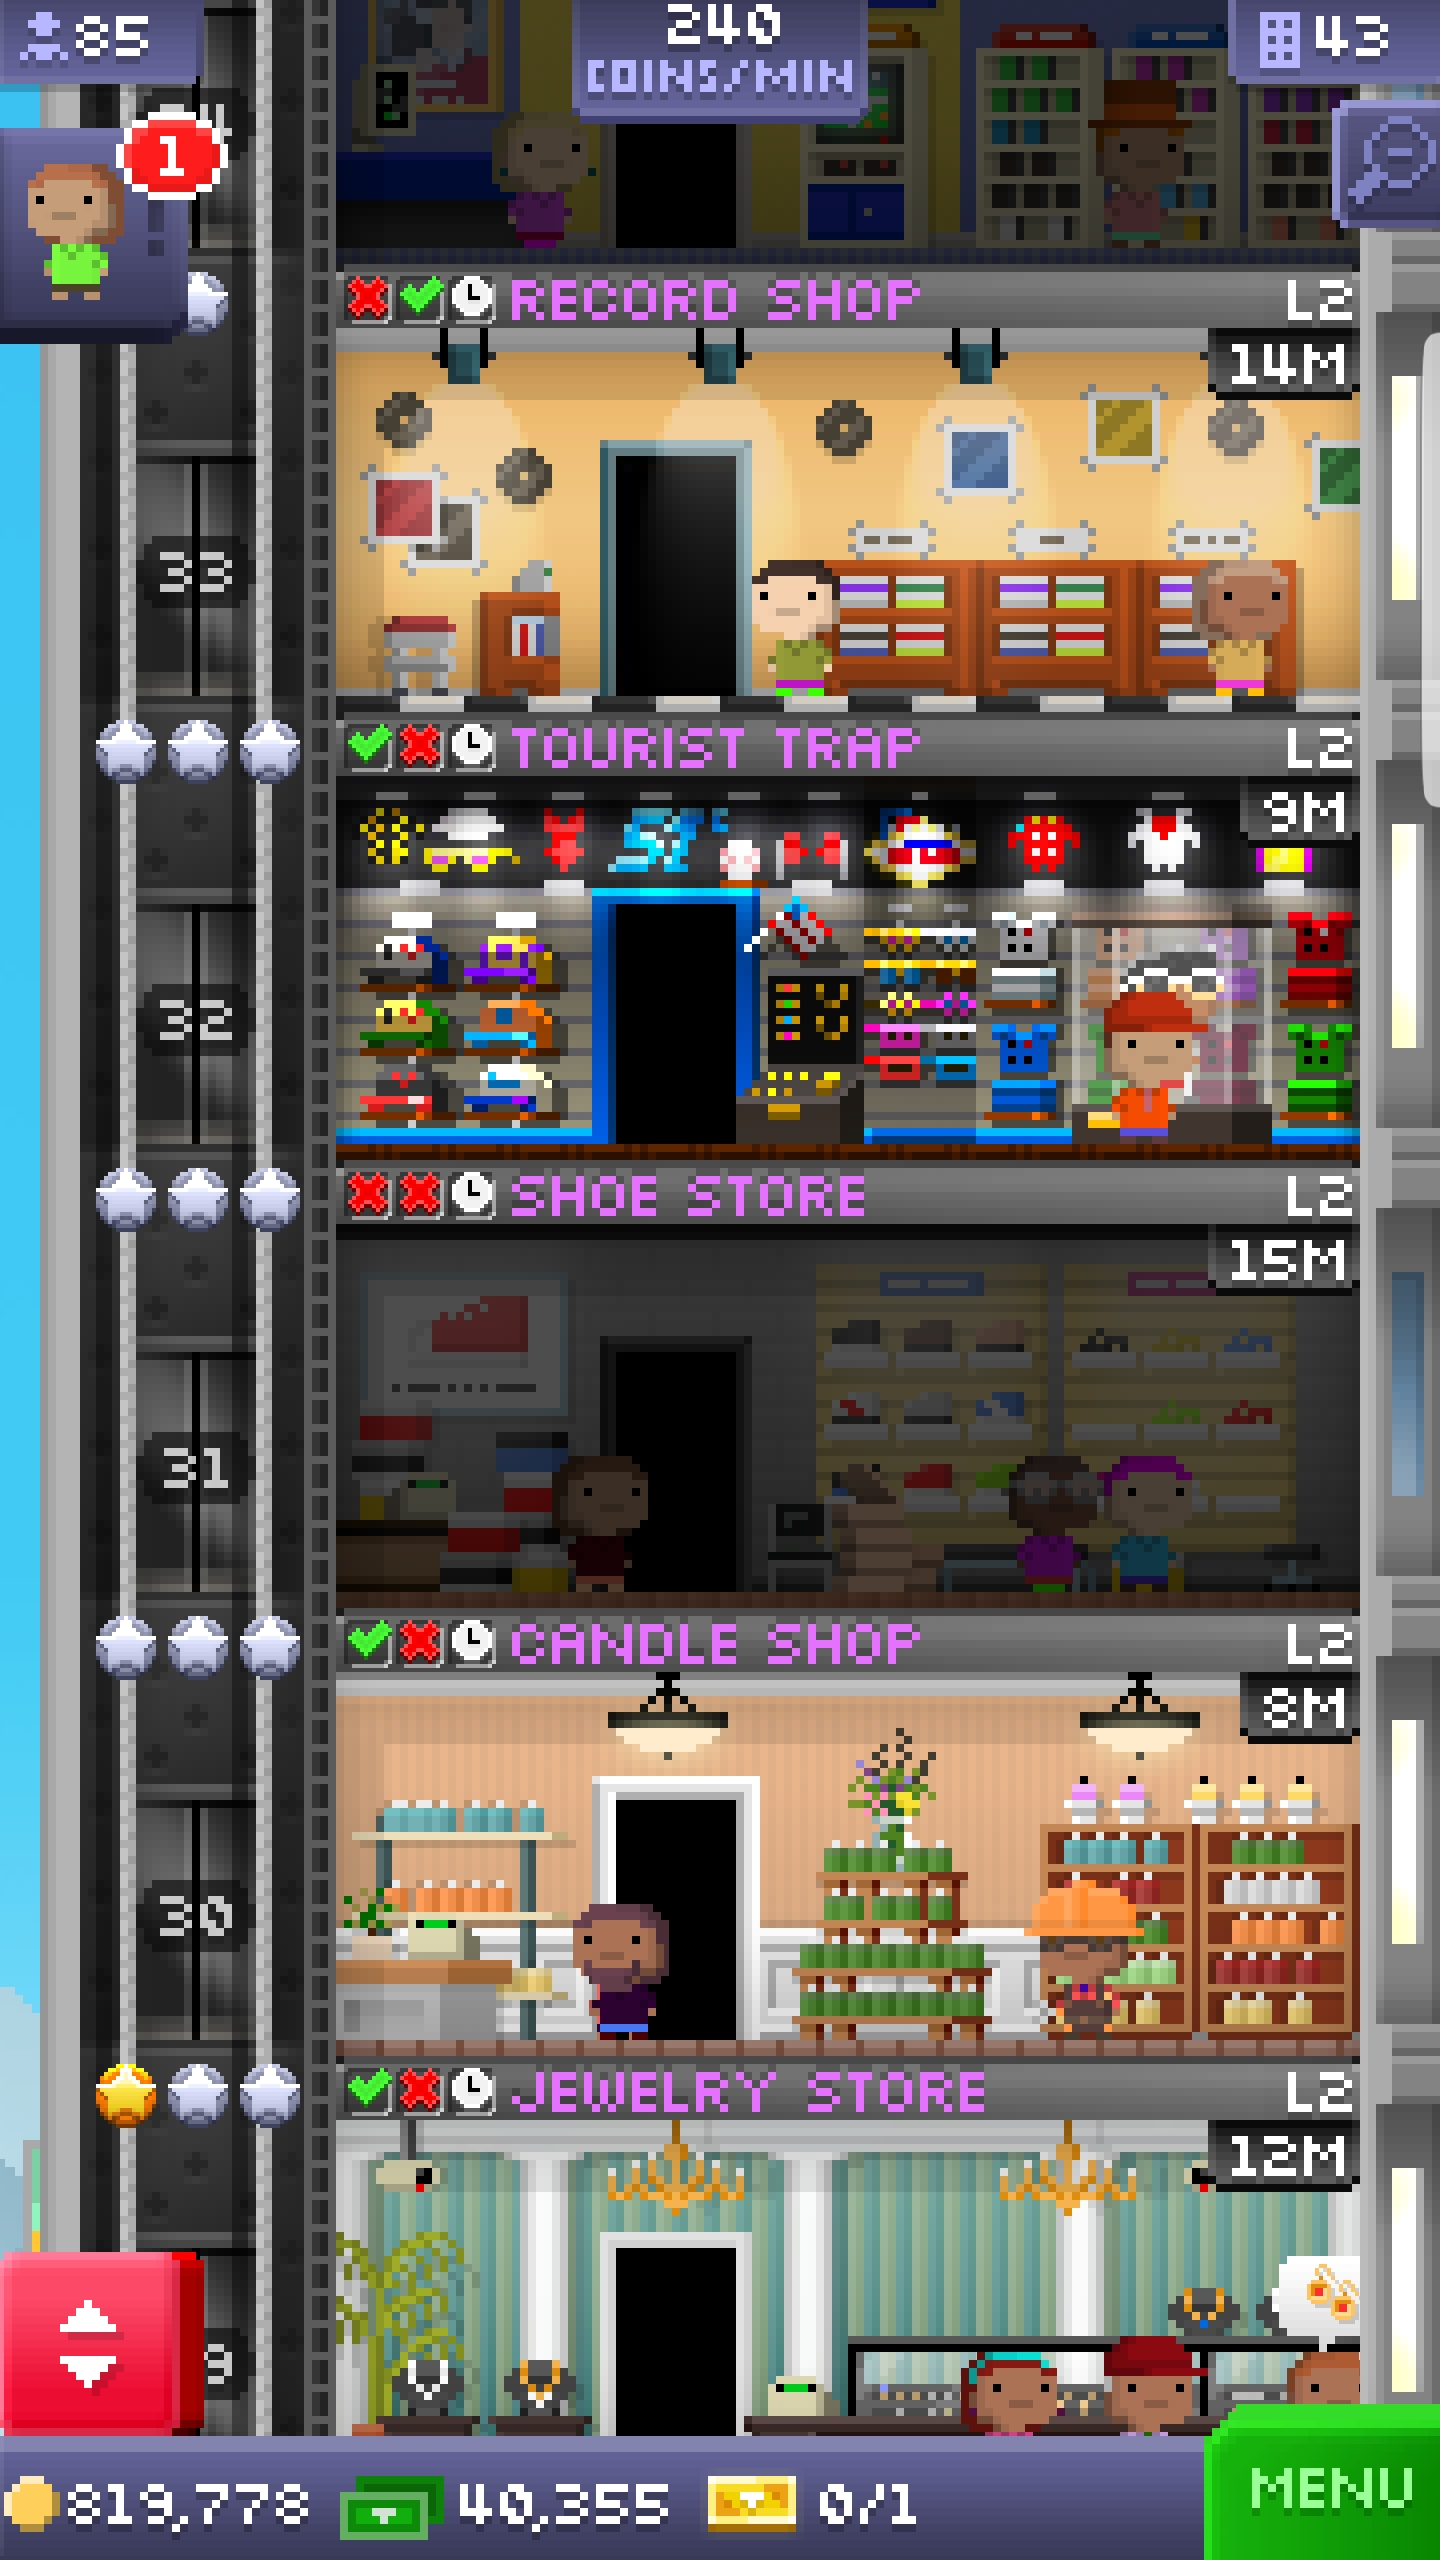 85
240
COINS/MIN
43
1
RECORD SHOP L2
14M
33
TOURIST TRAP L2
9M
32
SHOE STORE L2
15M
31
CANDLE SHOP L2
8M
30
JEWELRY STORE L2
12M
819,778 40,355 0/1
MENU